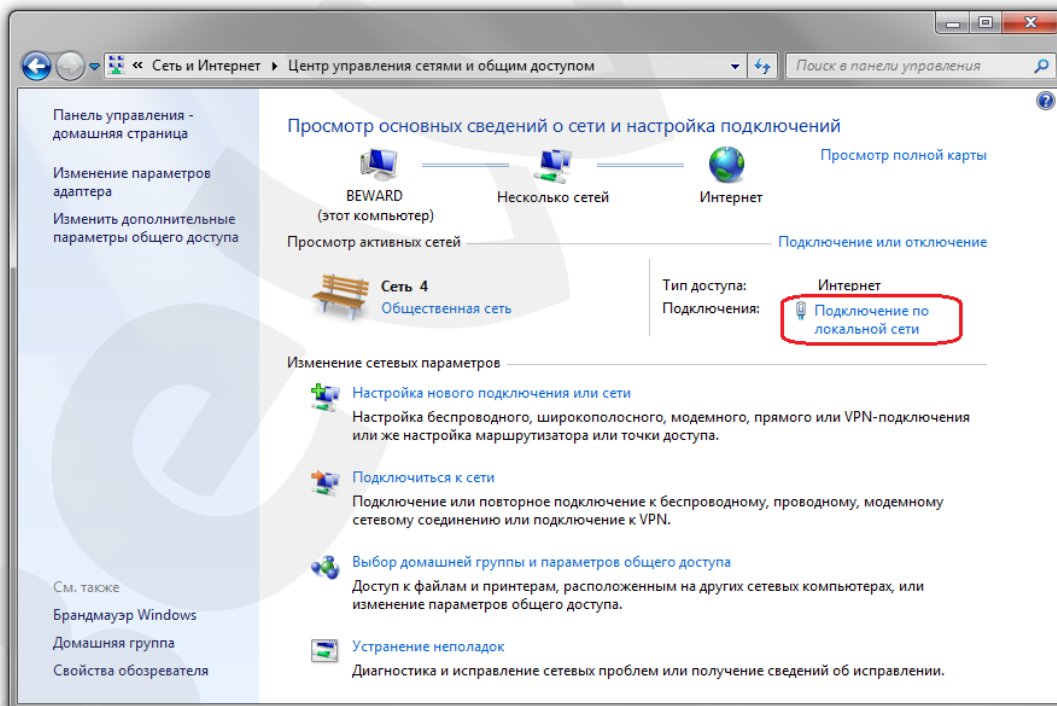 « Сеть и Интернет ▸ Центр управления сетями и общим доступом
Поиск в панели управления
Панель управления -
домашняя страница
Изменение параметров
адаптера
Изменить дополнительные
параметры общего доступа
См. также
Брандмауэр Windows
Домашняя группа
Свойства обозревателя
Просмотр основных сведений о сети и настройка подключений
Просмотр полной карты
BEWARD
(этот компьютер)
Несколько сетей
Интернет
Просмотр активных сетей
Подключение или отключение
Сеть 4
Общественная сеть
Тип доступа: Интернет
Подключения: Подключение по
локальной сети
Изменение сетевых параметров
Настройка нового подключения или сети
Настройка беспроводного, широкополосного, модемного, прямого или VPN-подключения
или же настройка маршрутизатора или точки доступа.
Подключиться к сети
Подключение или повторное подключение к беспроводному, проводному, модемному
сетевому соединению или подключение к VPN.
Выбор домашней группы и параметров общего доступа
Доступ к файлам и принтерам, расположенным на других сетевых компьютерах, или
изменение параметров общего доступа.
Устранение неполадок
Диагностика и исправление сетевых проблем или получение сведений об исправлении.